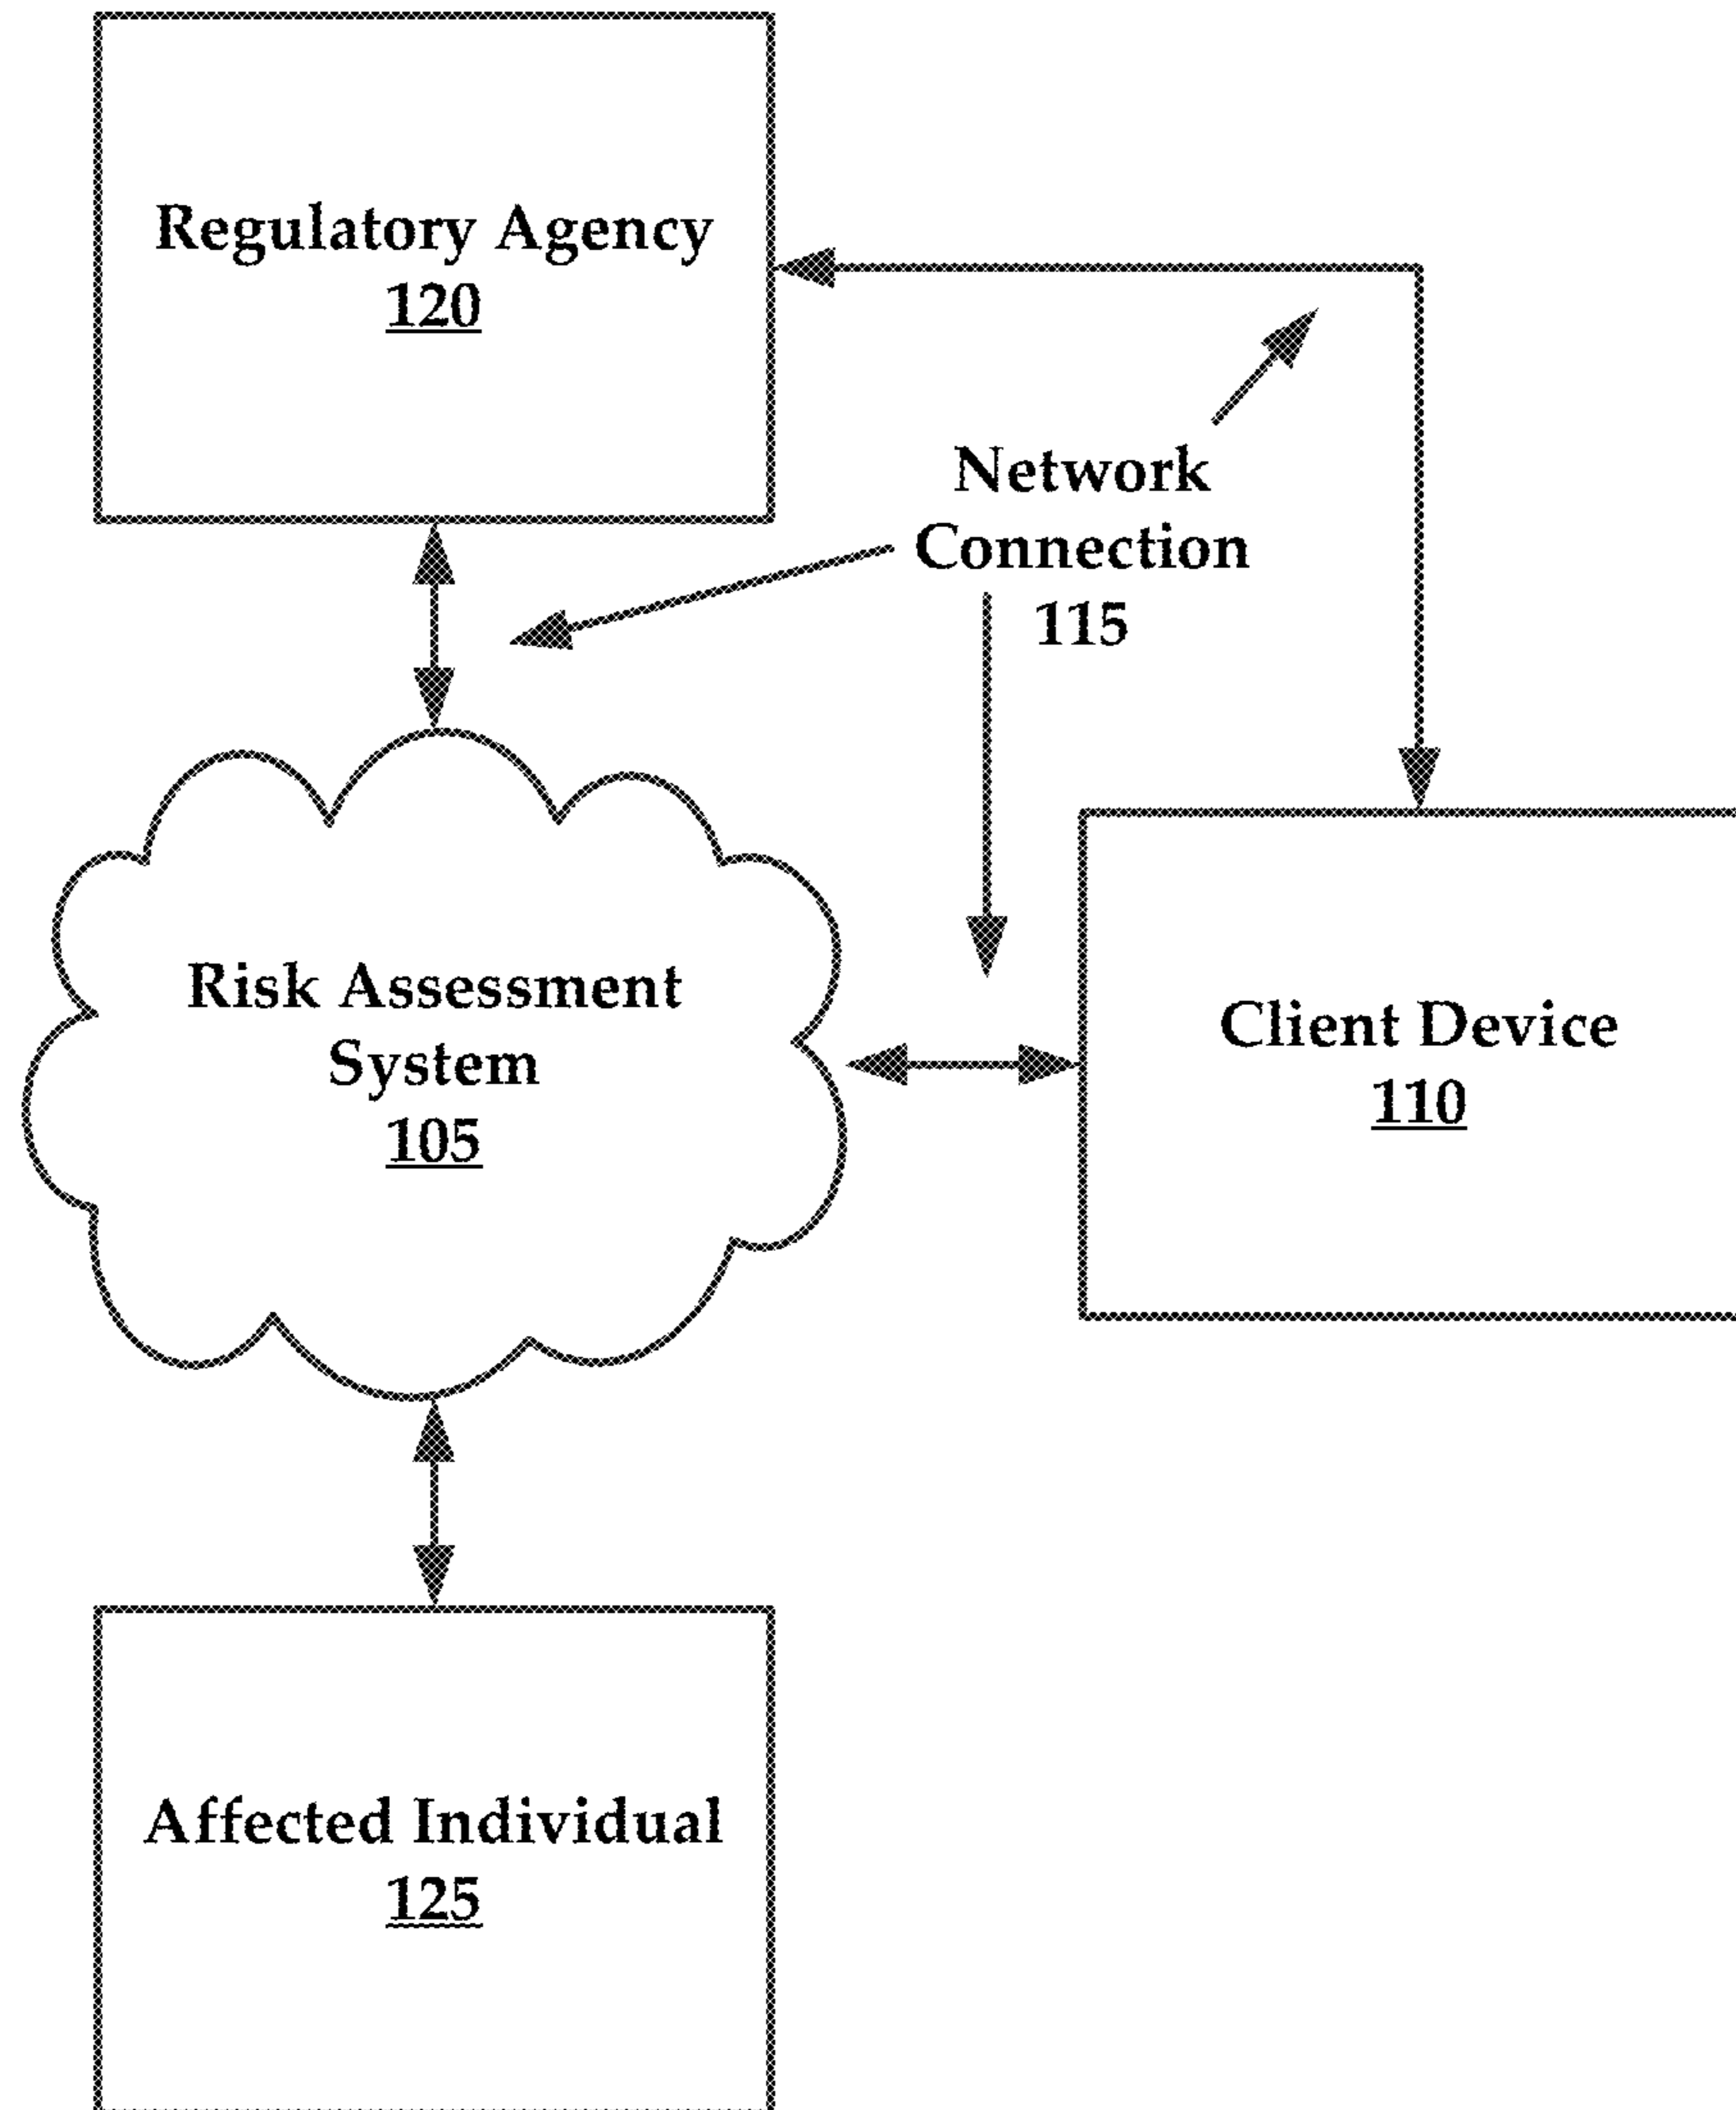 Regulatory Agency
120
Network
Connection
115
Risk Assessment
System
105
Client Device
110
Affected Individual
125